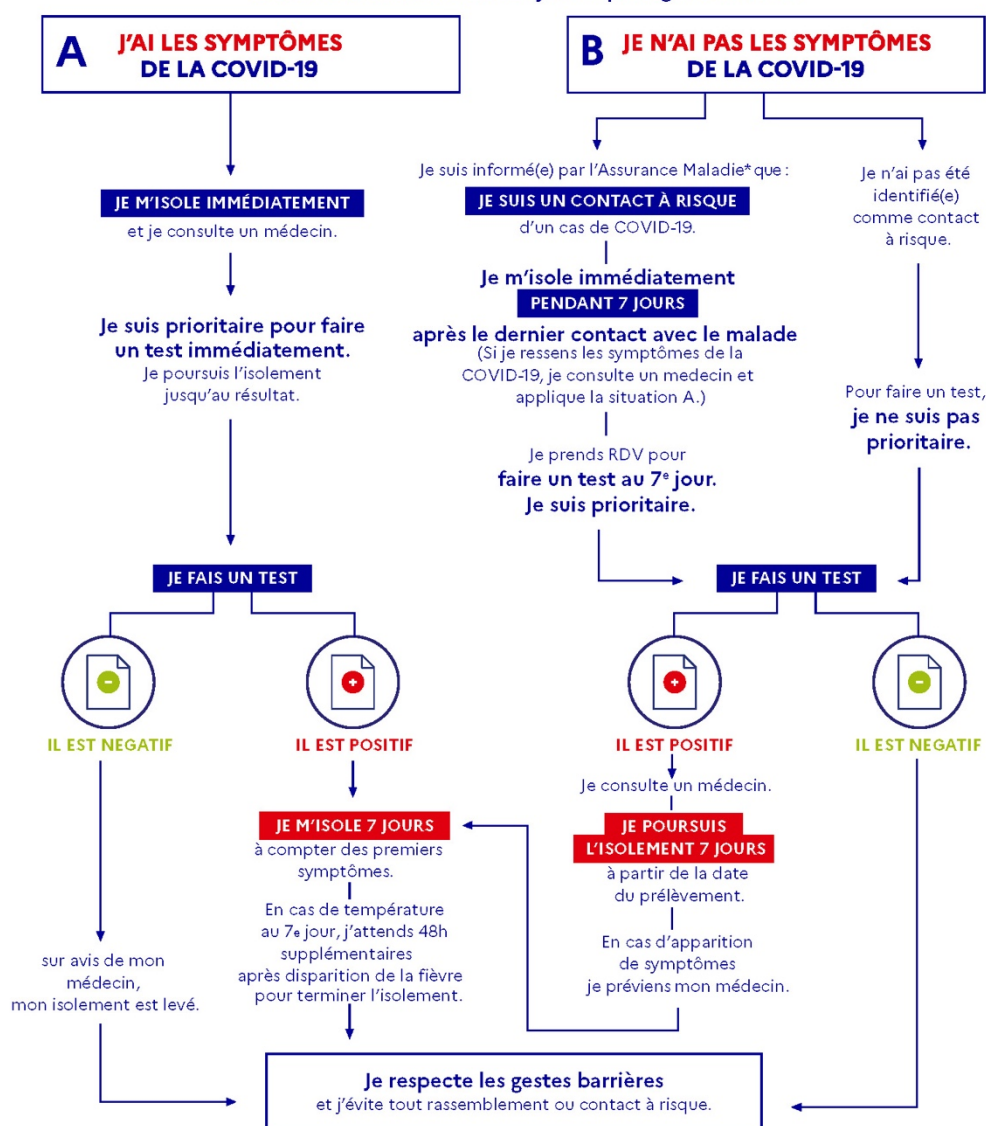 A
J'AI LES SYMPTÔMES
DE LA COVID-19
JE M'ISOLE IMMÉDIATEMENT
et je consulte un médecin.
Je suis prioritaire pour faire
un test immédiatement.
Je poursuis l'isolement
jusqu'au résultat.
JE FAIS UN TEST
-
IL EST NEGATIF
+
IL EST POSITIF
sur avis de mon
médecin,
mon isolement est levé.
JE M'ISOLE 7 JOURS
à compter des premiers
symptômes.
En cas de température
au 7e jour, j'attends 48h
supplémentaires
après disparition de la fièvre
pour terminer l'isolement.
B
JE N'AI PAS LES SYMPTÔMES
DE LA COVID-19
Je suis informé(e) par l'Assurance Maladie* que :
JE SUIS UN CONTACT À RISQUE
d'un cas de COVID-19.
Je m'isole immédiatement
PENDANT 7 JOURS
après le dernier contact avec le malade
(Si je ressens les symptômes de la
COVID-19, je consulte un medecin et
applique la situation A.)
Je prends RDV pour
faire un test au 7e jour.
Je suis prioritaire.
Je n'ai pas été
identifié(e)
comme contact
à risque.
Pour faire un test,
je ne suis pas
prioritaire.
JE FAIS UN TEST
+
IL EST POSITIF
-
IL EST NEGATIF
Je consulte un médecin.
JE POURSUIS
L'ISOLEMENT 7 JOURS
à partir de la date
du prélèvement.
En cas d'apparition
de symptômes
je préviens mon médecin.
Je respecte les gestes barrières
et j'évite tout rassemblement ou contact à risque.